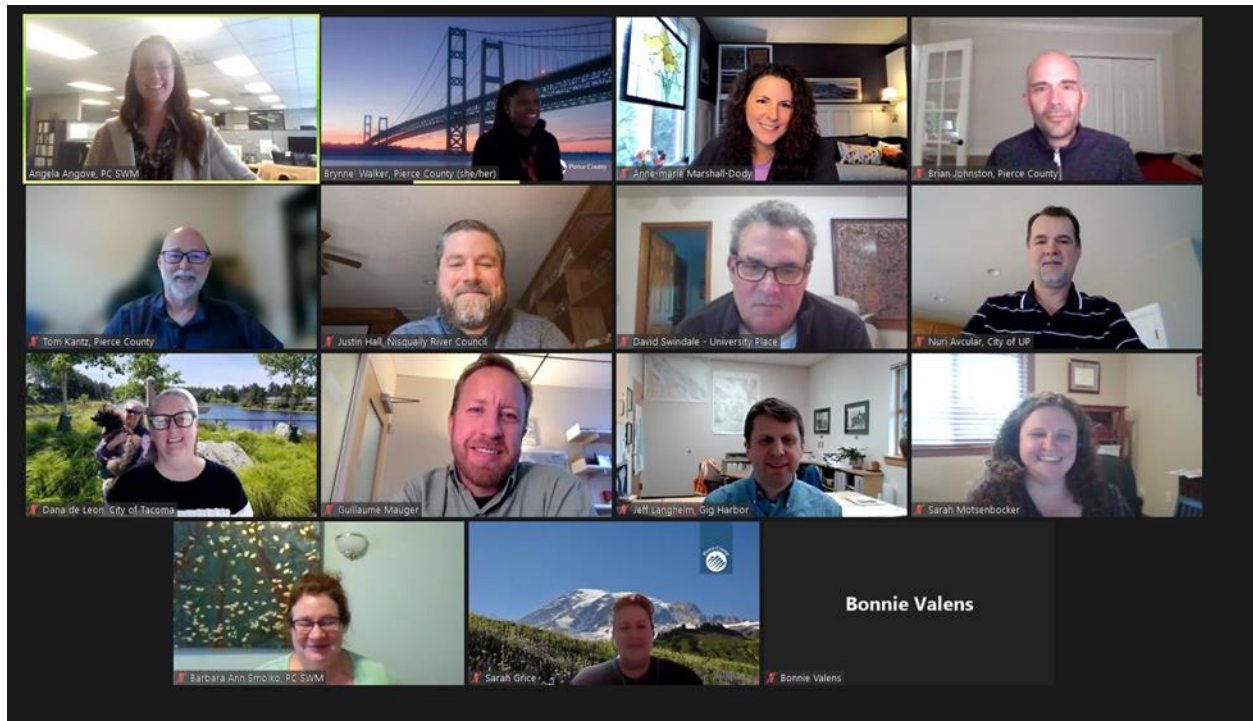 Angela Angove, PC SWM
Brynne' Walker, Pierce County (she/her)
Pierce County
Anne-marie Marshall-Dody
Brian Johnston, Pierce County
Tom Kantz, Pierce County
Justin Hall, Nisqually River Council
David Swindale - University Place
Nuri Avcular, City of UP
Dana de Leon, City of Tacoma
Guillaume Mauger
Jeff Langhelm, Gig Harbor
Sarah Motsenbocker
Barbara Ann Smolko, PC SWM
Sarah Grice
Bonnie Valens
Bonnie Valens